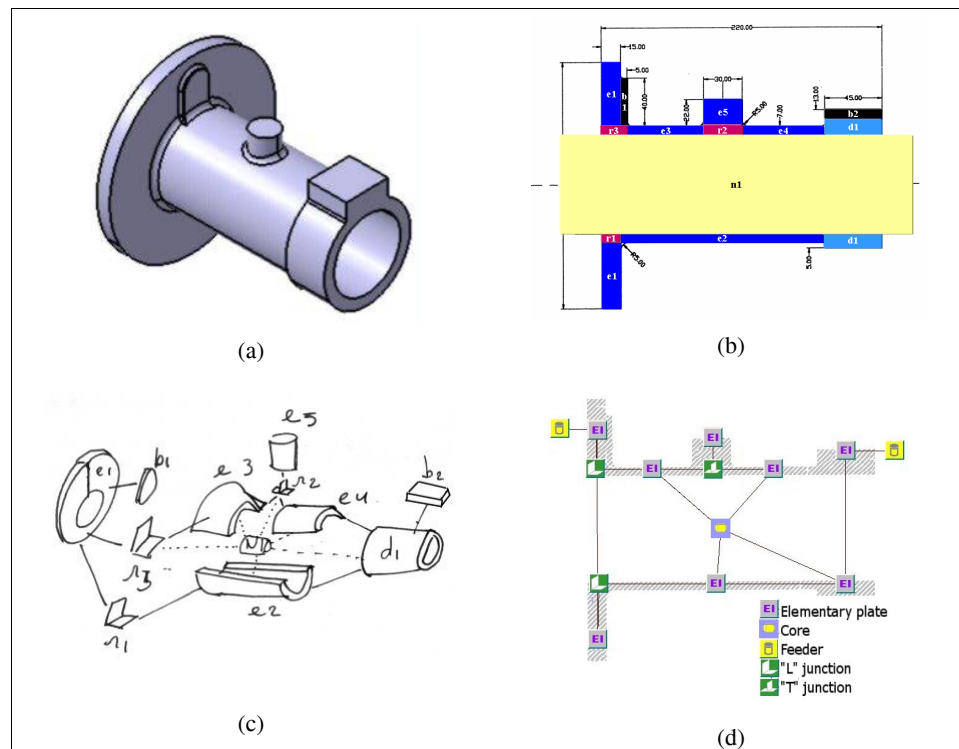 220.00
15.00
5.00
30.00
45.00
e1
b
1
40.00
22.00
e5
R5.00
7.00
13.00
b2
d1
r3
e3
r2
e4
n1
r1
e2
d1
R5.00
5.00
e1
(a)
(b)
e5
e1
b1
e3
r2
e4
b2
N1
d1
r3
e2
r1
EI
EI
EI
EI
EI
EI
EI
EI
EI
EI Elementary plate
Core
Feeder
"L" junction
"T" junction
(c)
(d)